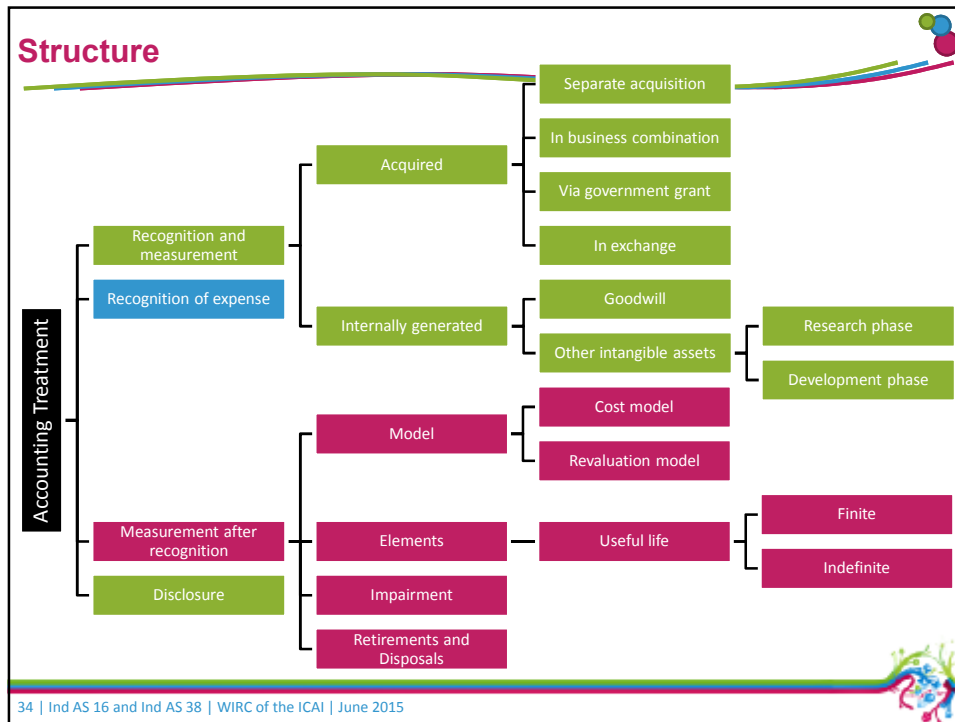 Structure
Separate acquisition
In business combination
Acquired
Via government grant
Recognition and
measurement
In exchange
Recognition of expense
Goodwill
Internally generated
Research phase
Other intangible assets
Development phase
Accounting Treatment
Cost model
Model
Revaluation model
Measurement after
recognition
Finite
Elements
Useful life
Indefinite
Disclosure
Impairment
Retirements and
Disposals
34 | Ind AS 16 and Ind AS 38 | WIRC of the ICAI | June 2015